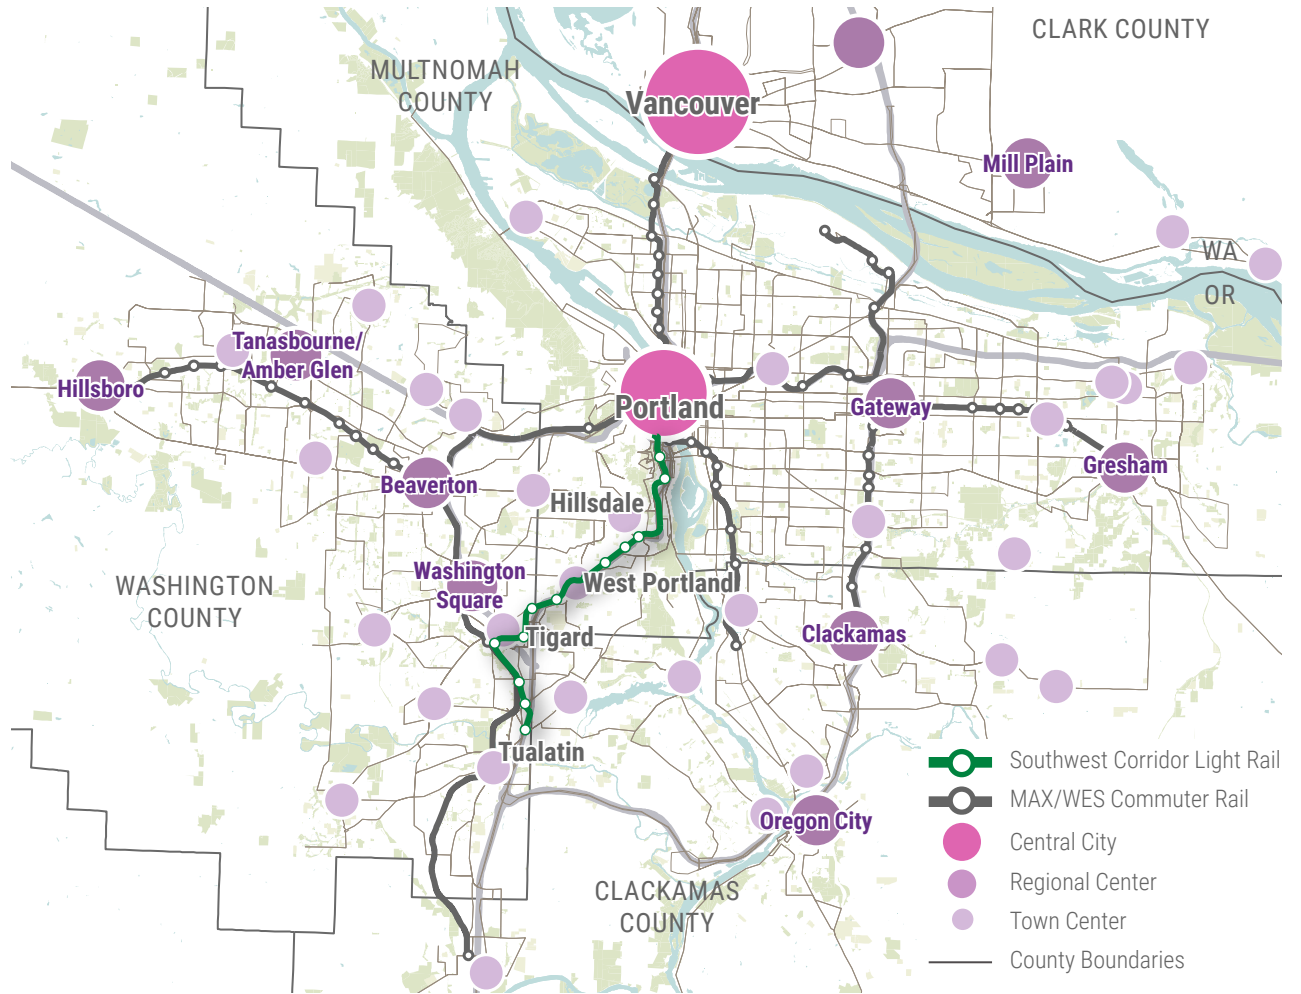 CLARK COUNTY
MULTNOMAH
COUNTY
Vancouver
Mill Plain
WA
OR
Tanasbourne/
Amber Glen
Hillsboro
Portland
Gateway
Gresham
Beaverton
Hillsdale
Washington
Square
West Portland
WASHINGTON
COUNTY
Tigard
Clackamas
Tualatin
Oregon City
CLACKAMAS
COUNTY
Southwest Corridor Light Rail
MAX/WES Commuter Rail
Central City
Regional Center
Town Center
County Boundaries